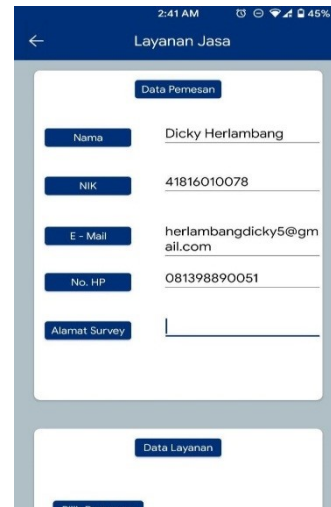 2:41 AM 45%
Layanan Jasa
Data Pemesan
Nama Dicky Herlambang
NIK 41816010078
E - Mail herlambangdicky5@gm
ail.com
No. HP 081398890051
Alamat Survey
Data Layanan